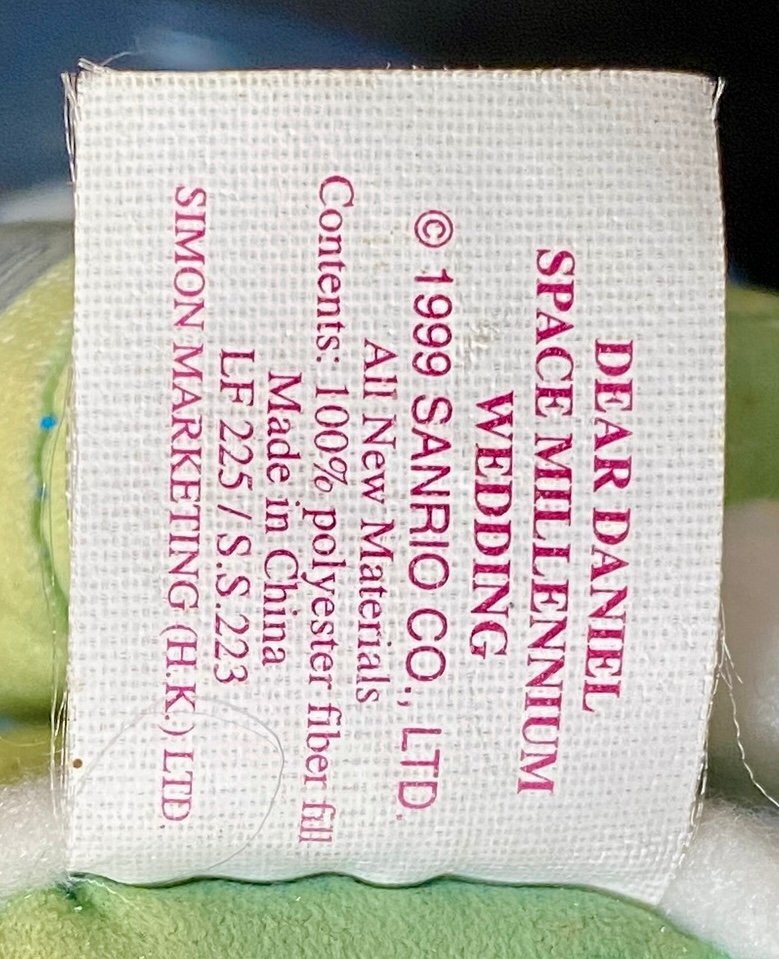 DEAR DANIEL
SPACE MILLENNIUM
WEDDING
© 1999 SANRIO CO., LTD.
All New Materials
Contents: 100% polyester fiber fill
Made in China
LF 225 / S.S.223
SIMON MARKETING (H.K.) LTD